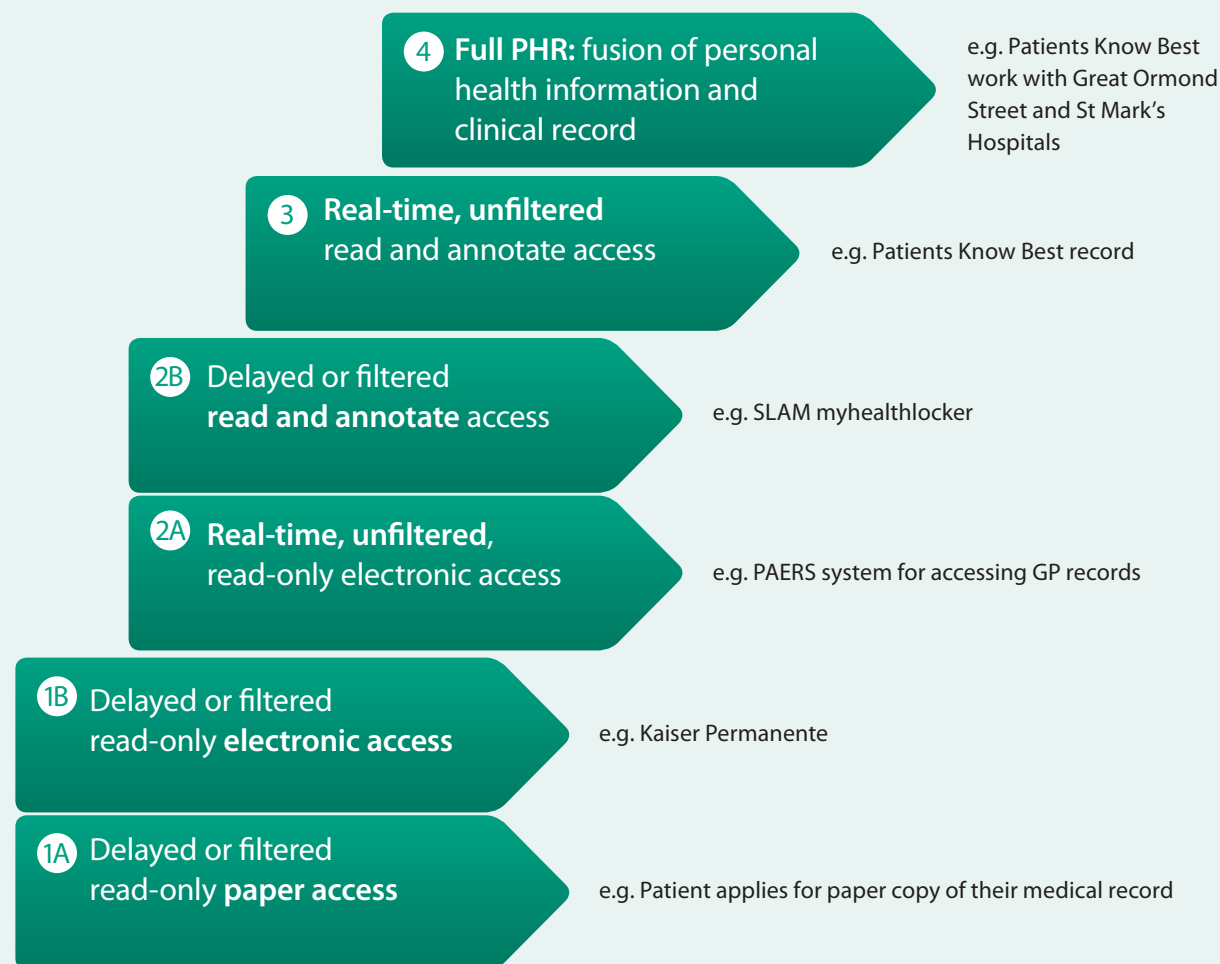 4 Full PHR: fusion of personal
health information and
clinical record
e.g. Patients Know Best
work with Great Ormond
Street and St Mark’s
Hospitals
3 Real-time, unfiltered
read and annotate access
e.g. Patients Know Best record
2B Delayed or filtered
read and annotate access
e.g. SLAM myhealthlocker
2A Real-time, unfiltered,
read-only electronic access
e.g. PAERS system for accessing GP records
1B Delayed or filtered
read-only electronic access
e.g. Kaiser Permanente
1A Delayed or filtered
read-only paper access
e.g. Patient applies for paper copy of their medical record